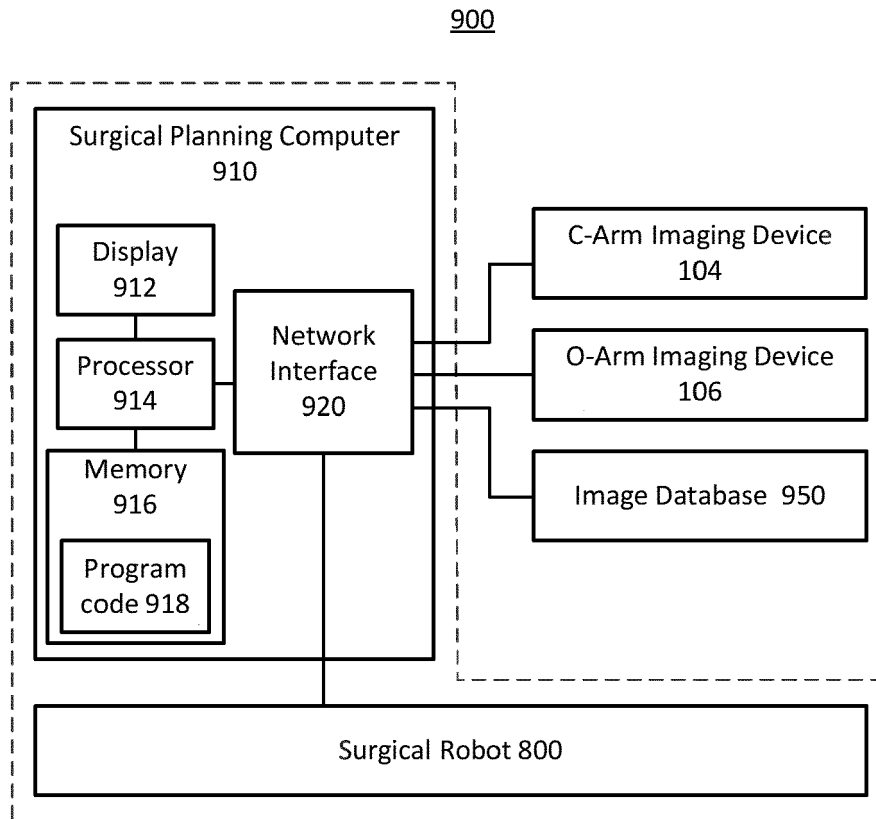 900
Surgical Planning Computer
910
Display
912
Processor
914
Memory
916
Program
code 918
Network
Interface
920
C-Arm Imaging Device
104
O-Arm Imaging Device
106
Image Database 950
Surgical Robot 800